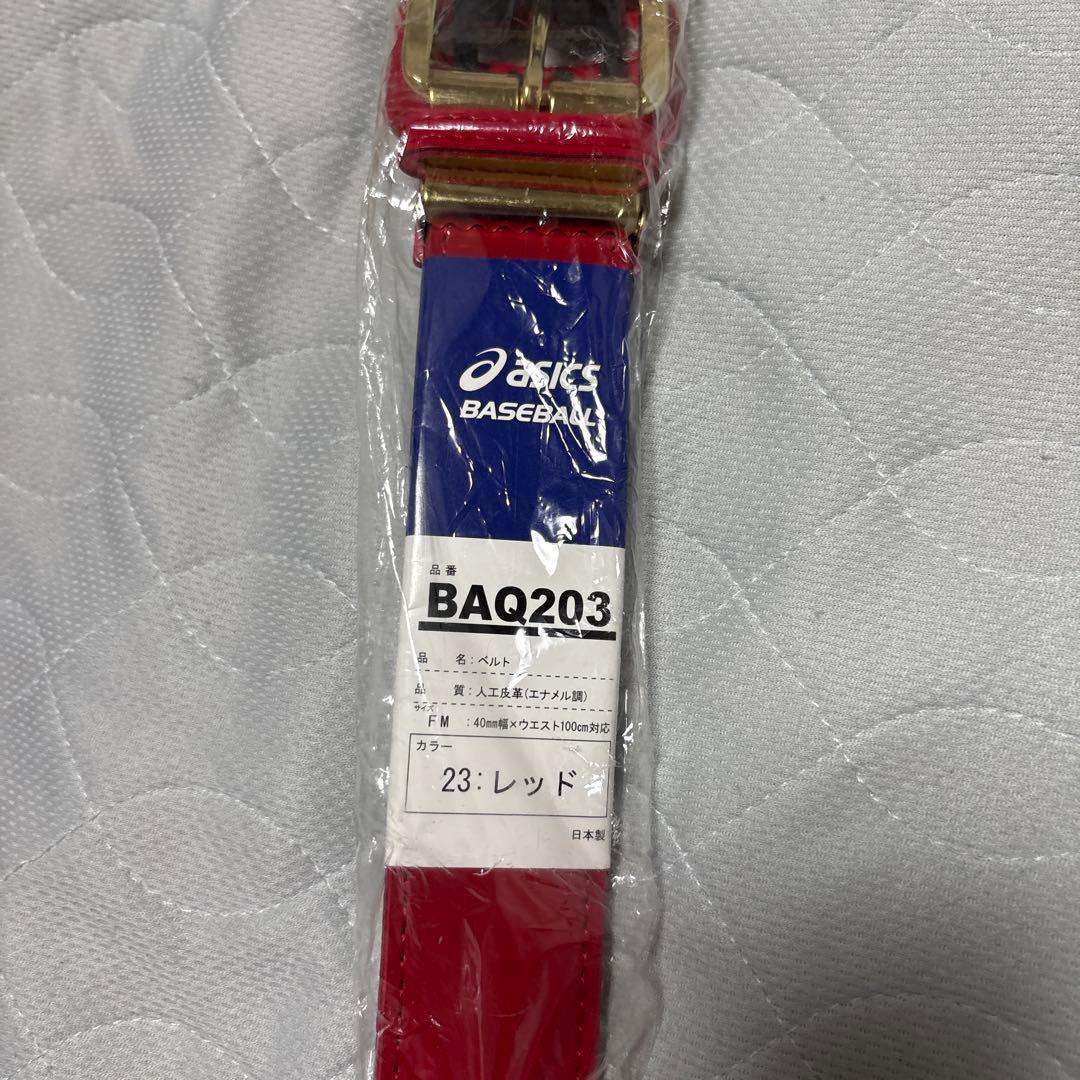 asics
BASEBALL
品番
BAQ203
品 名：ベルト
品 質：人工皮革(エナメル調)
サイズ
FM ：40㎜幅×ウエスト100㎝対応
カラー
23：レッド
日本製